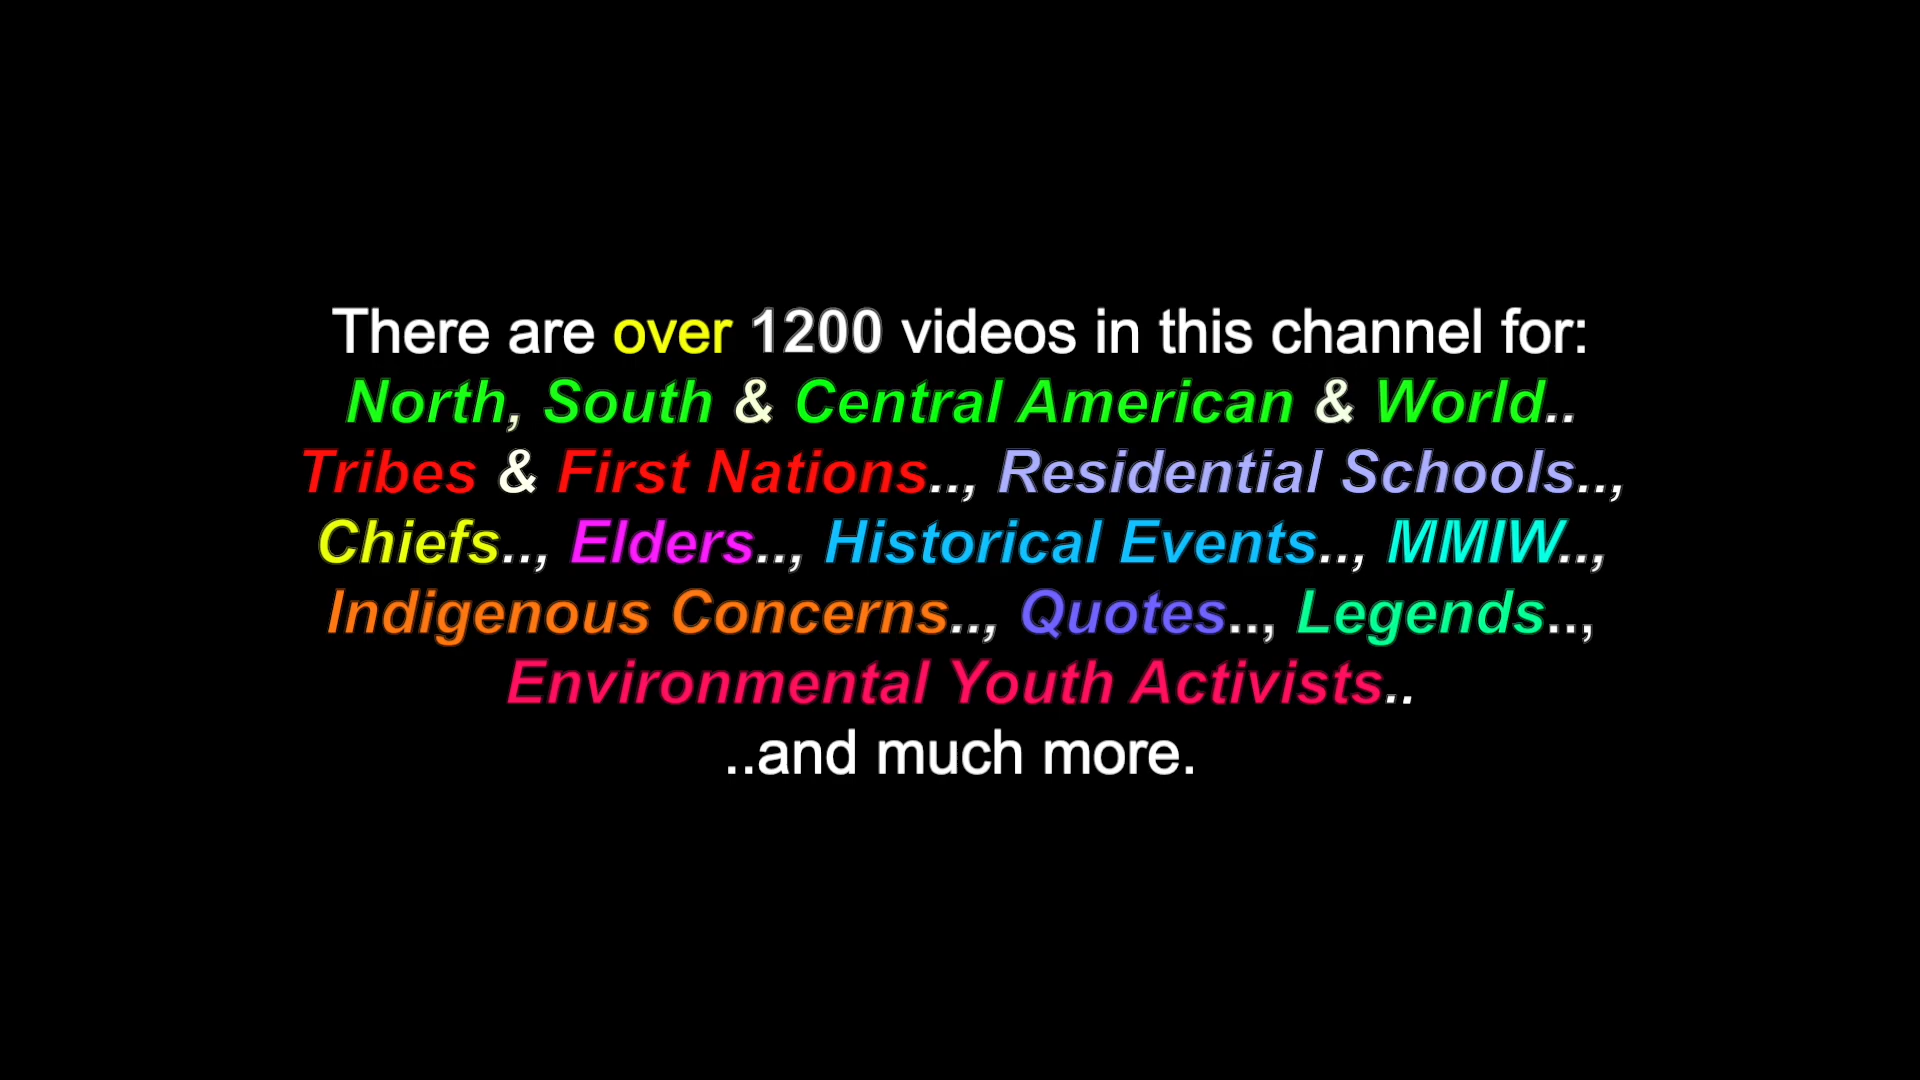 There are over 1200 videos in this channel for:
North, South & Central American & World..
Tribes & First Nations.., Residential Schools..,
Chiefs.., Elders.., Historical Events.., MMIW..,
Indigenous Concerns.., Quotes.., Legends..,
Environmental Youth Activists..
..and much more.